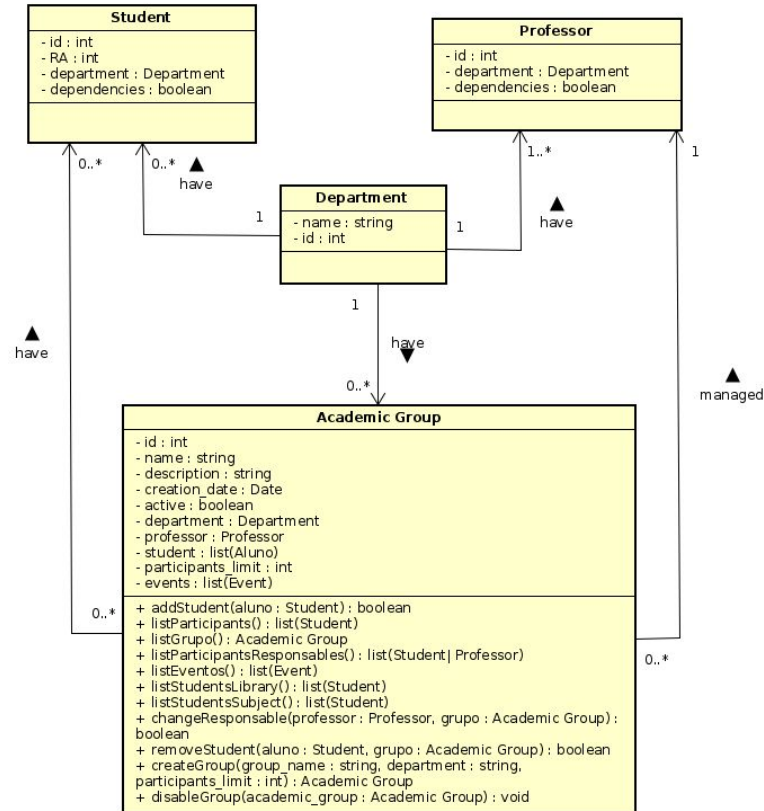 Student
- id : int
- RA : int
- department : Department
- dependencies : boolean
Professor
- id : int
- department : Department
- dependencies : boolean
0..*
0..*
have
1..*
1
have
1
Department
- name : string
- id : int
1
have
1
have
0..*
managed
Academic Group
- id : int
- name : string
- description : string
- creation_date : Date
- active : boolean
- department : Department
- professor : Professor
- student : list(Aluno)
- participants_limit : int
- events : list(Event)
0..*
0..*
+ addStudent(aluno : Student) : boolean
+ listParticipants() : list(Student)
+ listGrupo() : Academic Group
+ listParticipantsResponsables() : list(Student| Professor)
+ listEventos() : list(Event)
+ listStudentsLibrary() : list(Student)
+ listStudentsSubject() : list(Student)
+ changeResponsable(professor : Professor, grupo : Academic Group) :
boolean
+ removeStudent(aluno : Student, grupo : Academic Group) : boolean
+ createGroup(group_name : string, department : string,
participants_limit : int) : Academic Group
+ disableGroup(academic_group : Academic Group) : void